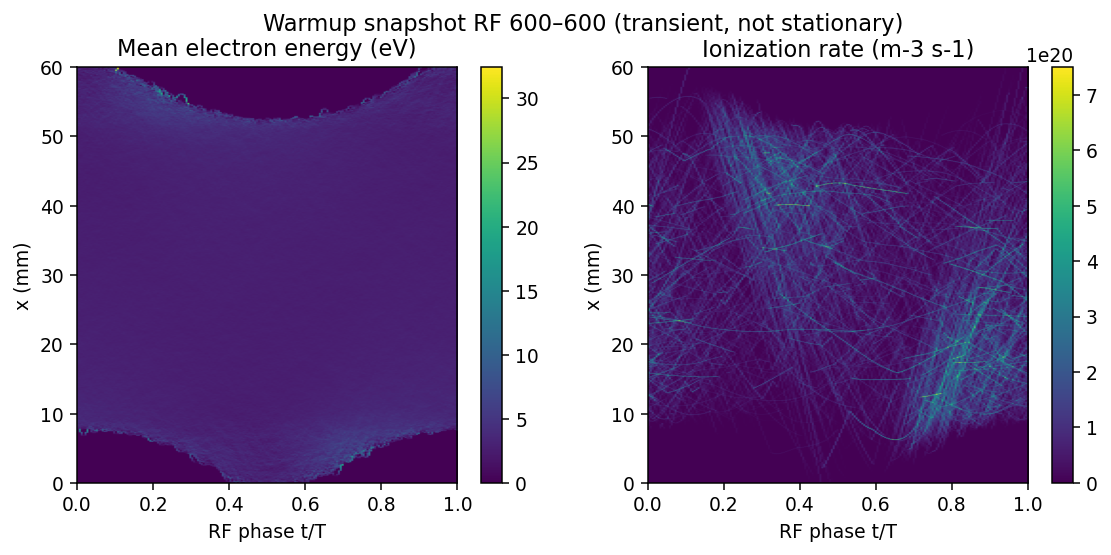 Warmup snapshot RF 600–600 (transient, not stationary)
Mean electron energy (eV)
Ionization rate (m-3 s-1)
1e20
60
50
40
30
20
10
0
x (mm)
0.0 0.2 0.4 0.6 0.8 1.0
RF phase t/T
30
25
20
15
10
5
0
60
50
40
30
20
10
0
x (mm)
0.0 0.2 0.4 0.6 0.8 1.0
RF phase t/T
7
6
5
4
3
2
1
0